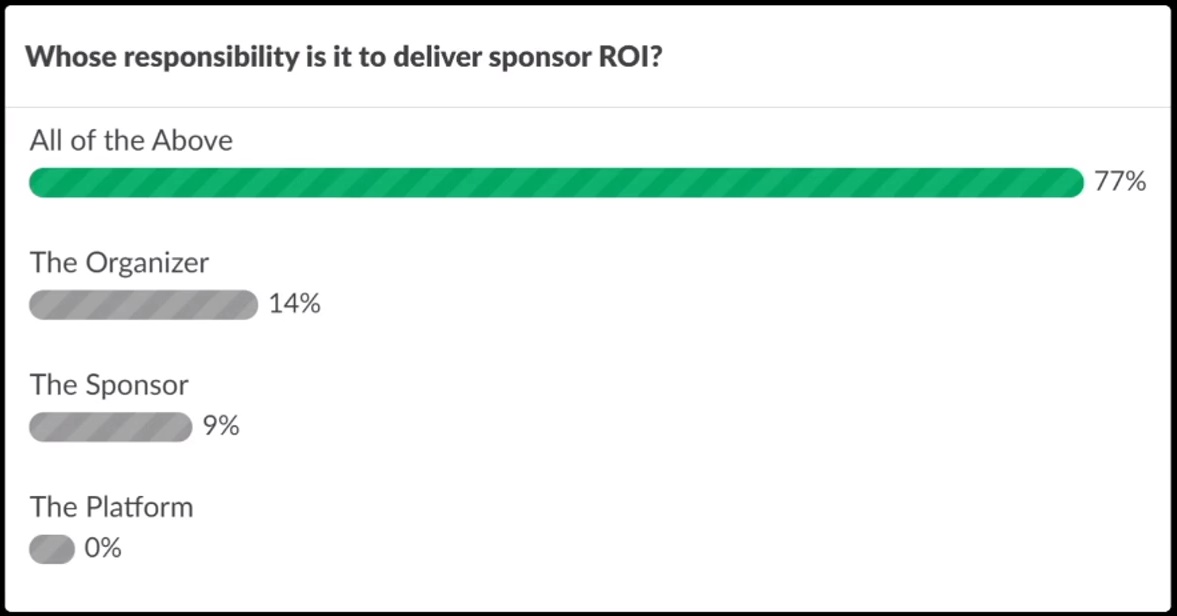 Whose responsibility is it to deliver sponsor ROI?
All of the Above
77%
The Organizer
14%
The Sponsor
9%
The Platform
0%